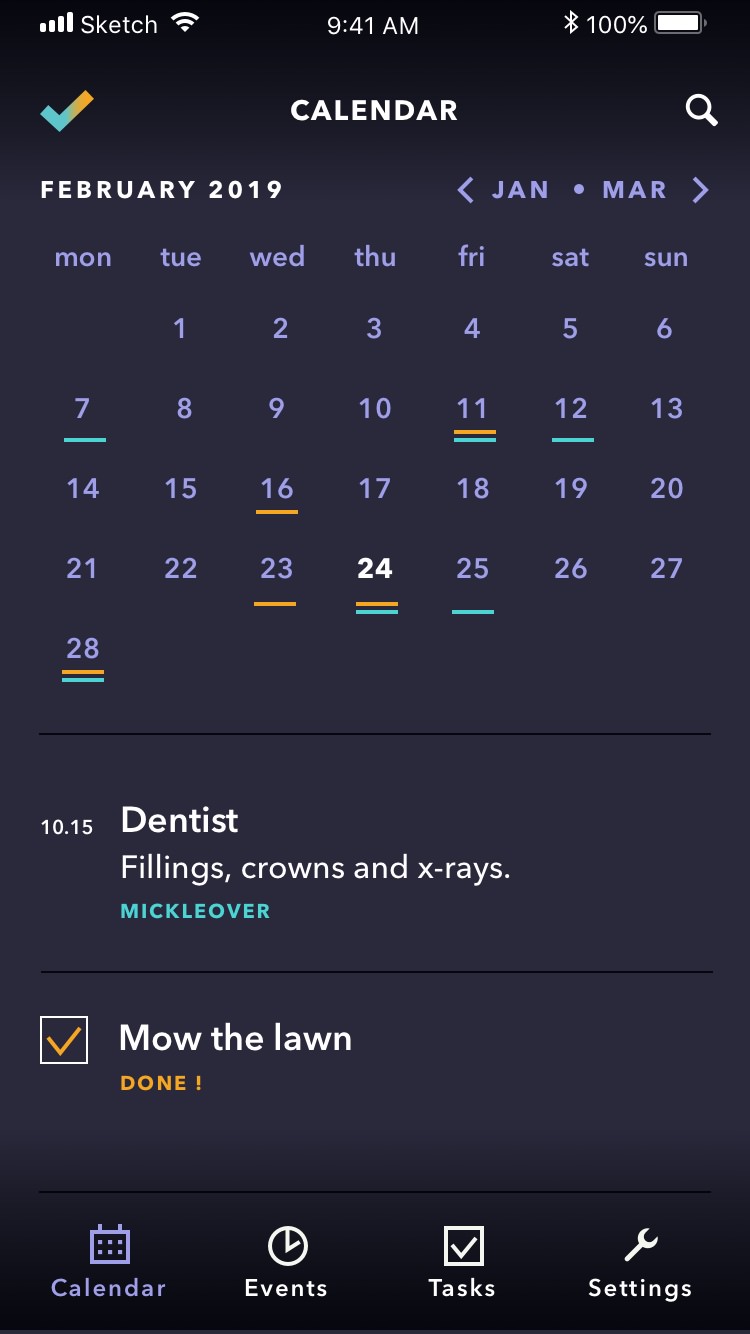 Sketch 9:41 AM 100%
CALENDAR
FEBRUARY 2019 JAN • MAR
mon tue wed thu fri sat sun
1 2 3 4 5 6
7 8 9 10 11 12 13
14 15 16 17 18 19 20
21 22 23 24 25 26 27
28
10.15 Dentist
Fillings, crowns and x-rays.
MICKLEOVER
Mow the lawn
DONE !
Calendar Events Tasks Settings